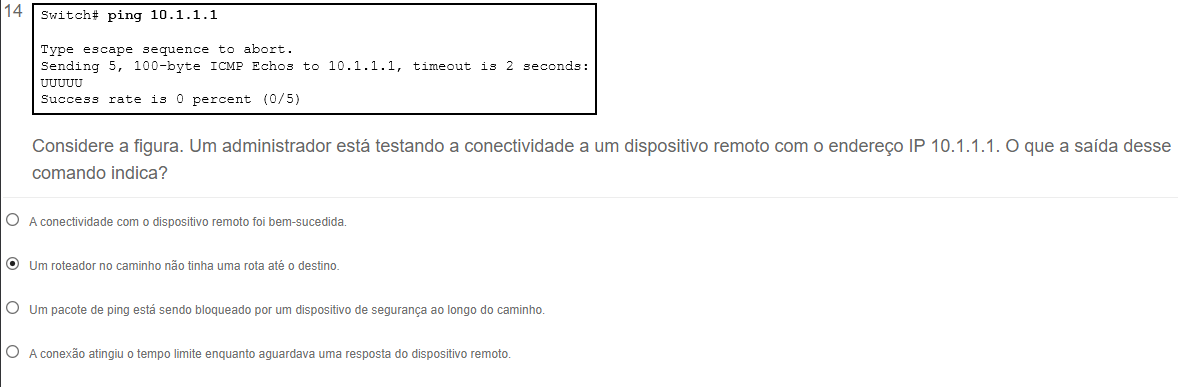 14
Switch# ping 10.1.1.1
Type escape sequence to abort.
Sending 5, 100-byte ICMP Echos to 10.1.1.1, timeout is 2 seconds:
UUUUU
Success rate is 0 percent (0/5)
Considere a figura. Um administrador está testando a conectividade a um dispositivo remoto com o endereço IP 10.1.1.1. O que a saída desse
comando indica?
A conectividade com o dispositivo remoto foi bem-sucedida.
Um roteador no caminho não tinha uma rota até o destino.
Um pacote de ping está sendo bloqueado por um dispositivo de segurança ao longo do caminho.
A conexão atingiu o tempo limite enquanto aguardava uma resposta do dispositivo remoto.